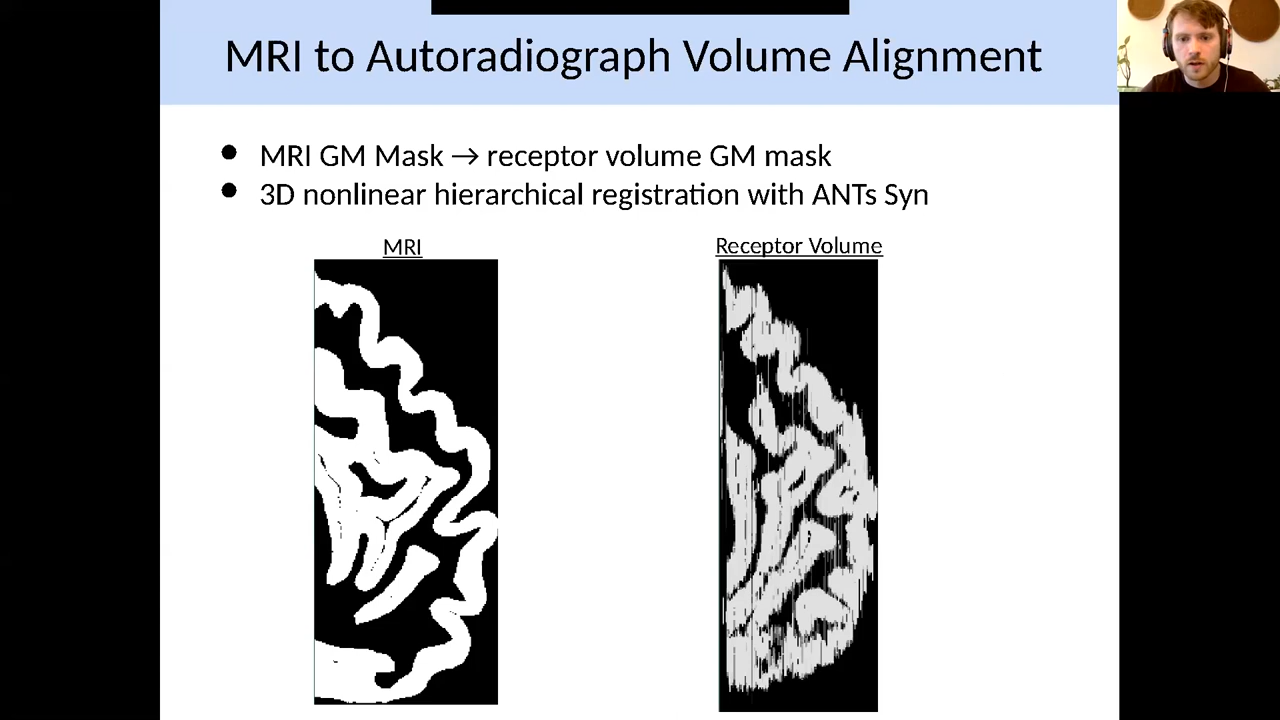 MRI to Autoradiograph Volume Alignment
● MRI GM Mask → receptor volume GM mask
● 3D nonlinear hierarchical registration with ANTs Syn
MRI
Receptor Volume